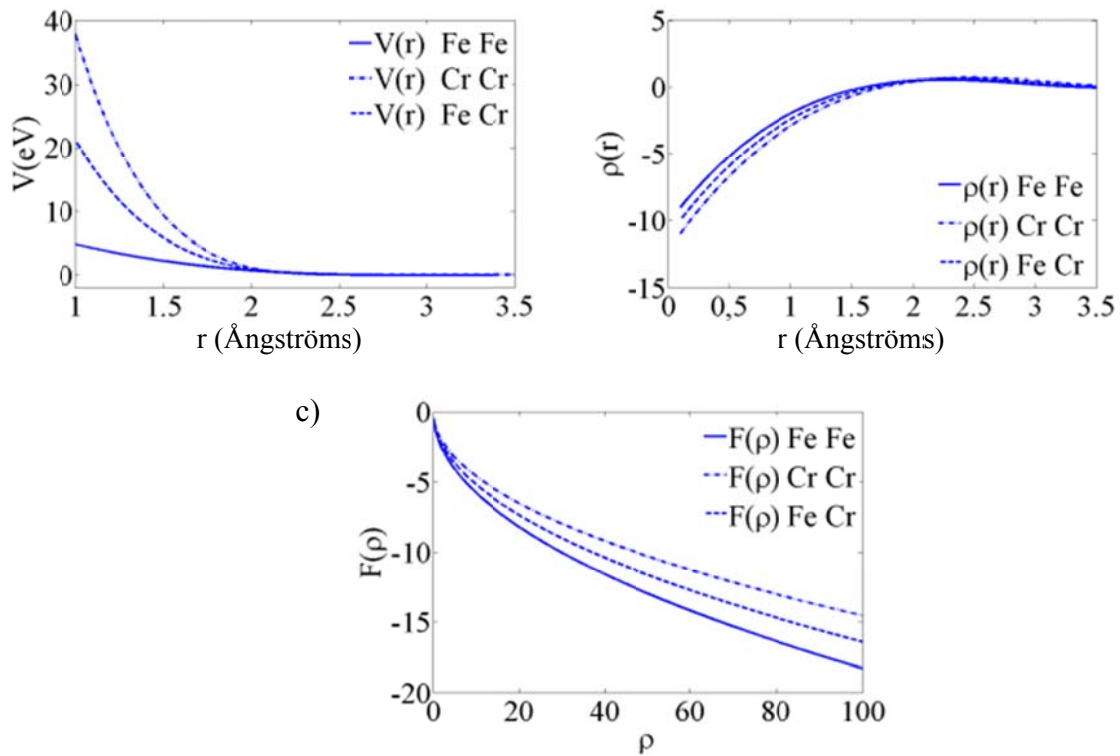 40
30
20
10
0
V(eV)
V(r) Fe Fe
V(r) Cr Cr
V(r) Fe Cr
1 1.5 2 2.5 3 3.5
r (Ångströms)
5
0
-5
-10
-15
ρ(r)
ρ(r) Fe Fe
ρ(r) Cr Cr
ρ(r) Fe Cr
0 0,5 1 1.5 2 2.5 3 3.5
r (Ångströms)
c)
0
-5
-10
-15
-20
F(ρ)
F(ρ) Fe Fe
F(ρ) Cr Cr
F(ρ) Fe Cr
0 20 40 60 80 100
ρ